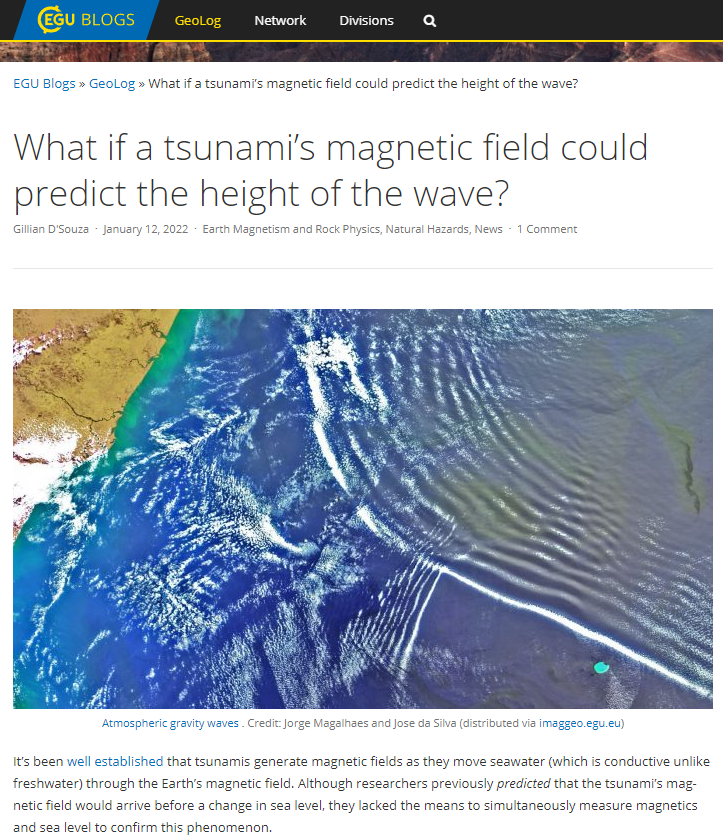 EGU BLOGS GeoLog Network Divisions
EGU Blogs » GeoLog » What if a tsunami’s magnetic field could predict the height of the wave?
What if a tsunami’s magnetic field could
predict the height of the wave?
Gillian D'Souza · January 12, 2022 · Earth Magnetism and Rock Physics, Natural Hazards, News · 1 Comment
Atmospheric gravity waves . Credit: Jorge Magalhaes and Jose da Silva (distributed via imaggeo.egu.eu)
It’s been well established that tsunamis generate magnetic fields as they move seawater (which is conductive unlike
freshwater) through the Earth’s magnetic field. Although researchers previously predicted that the tsunami’s mag-
netic field would arrive before a change in sea level, they lacked the means to simultaneously measure magnetics
and sea level to confirm this phenomenon.